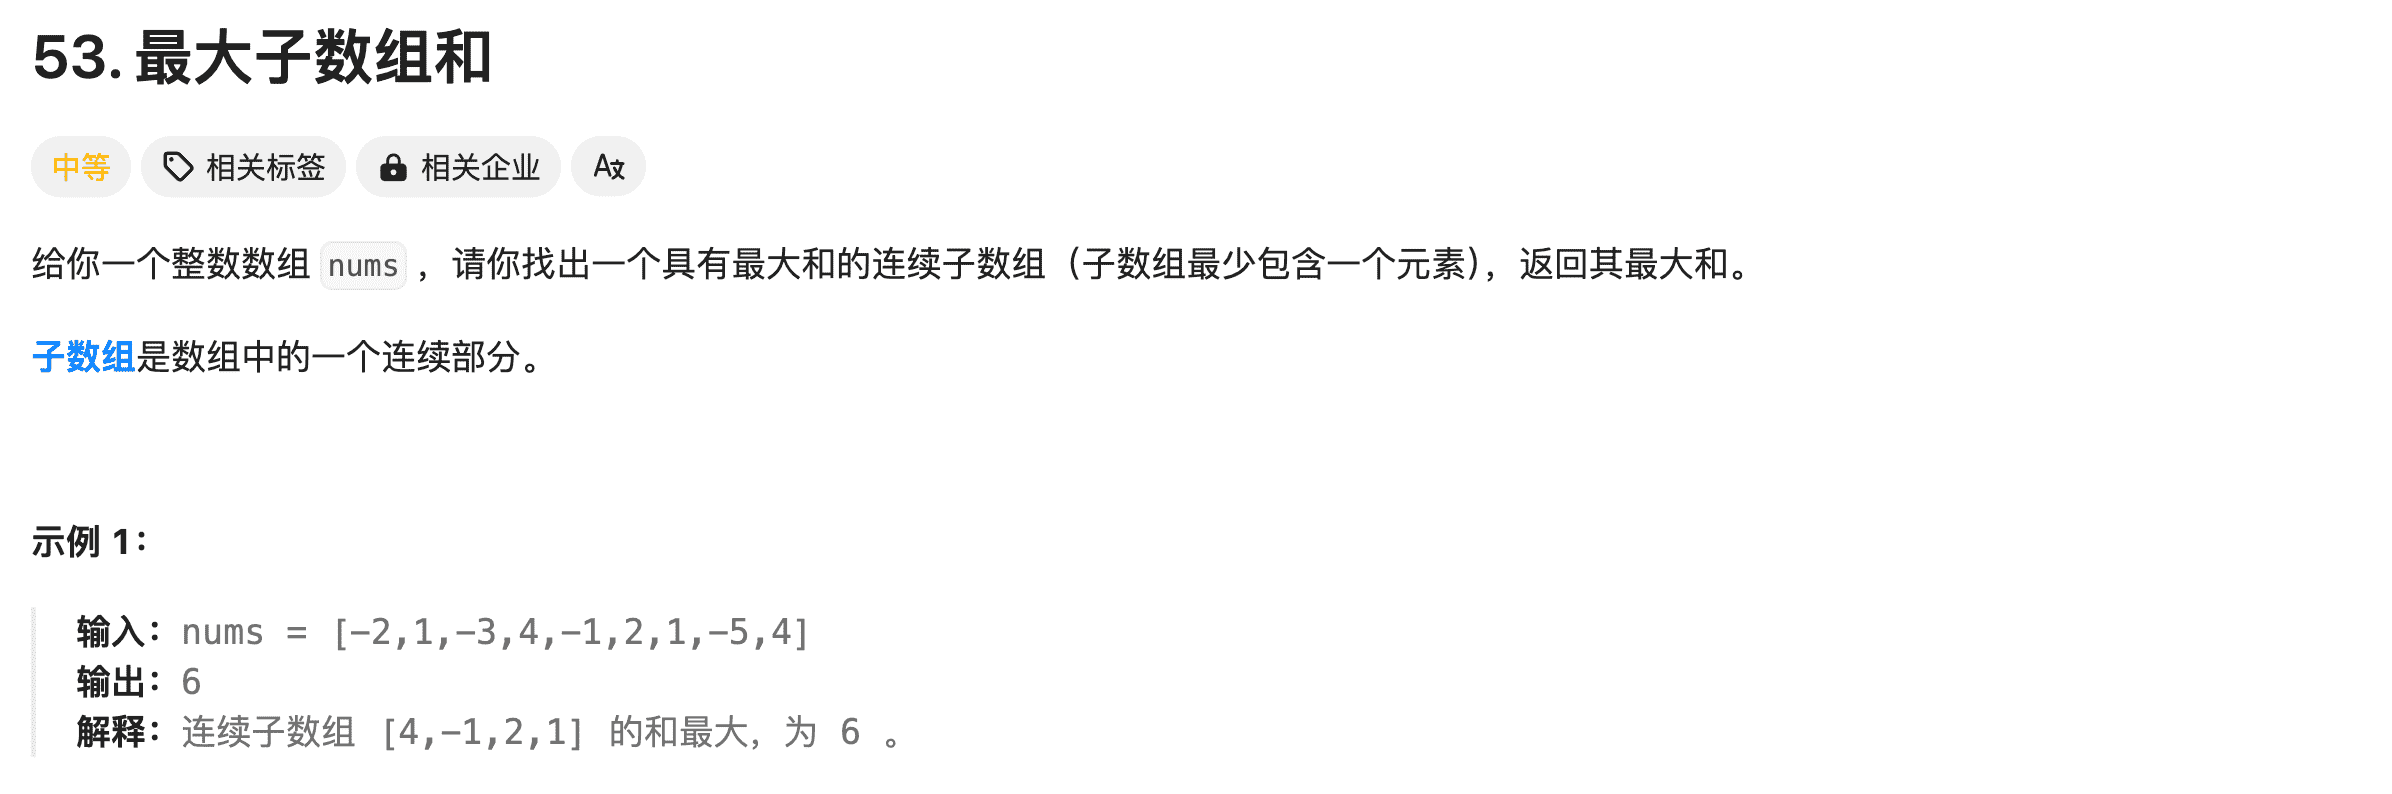 53. 最大子数组和
中等 相关标签 相关企业 A文
给你一个整数数组 nums ，请你找出一个具有最大和的连续子数组（子数组最少包含一个元素），返回其最大和。
子数组是数组中的一个连续部分。
示例 1：
输入：nums = [-2,1,-3,4,-1,2,1,-5,4]
输出：6
解释：连续子数组 [4,-1,2,1] 的和最大，为 6 。